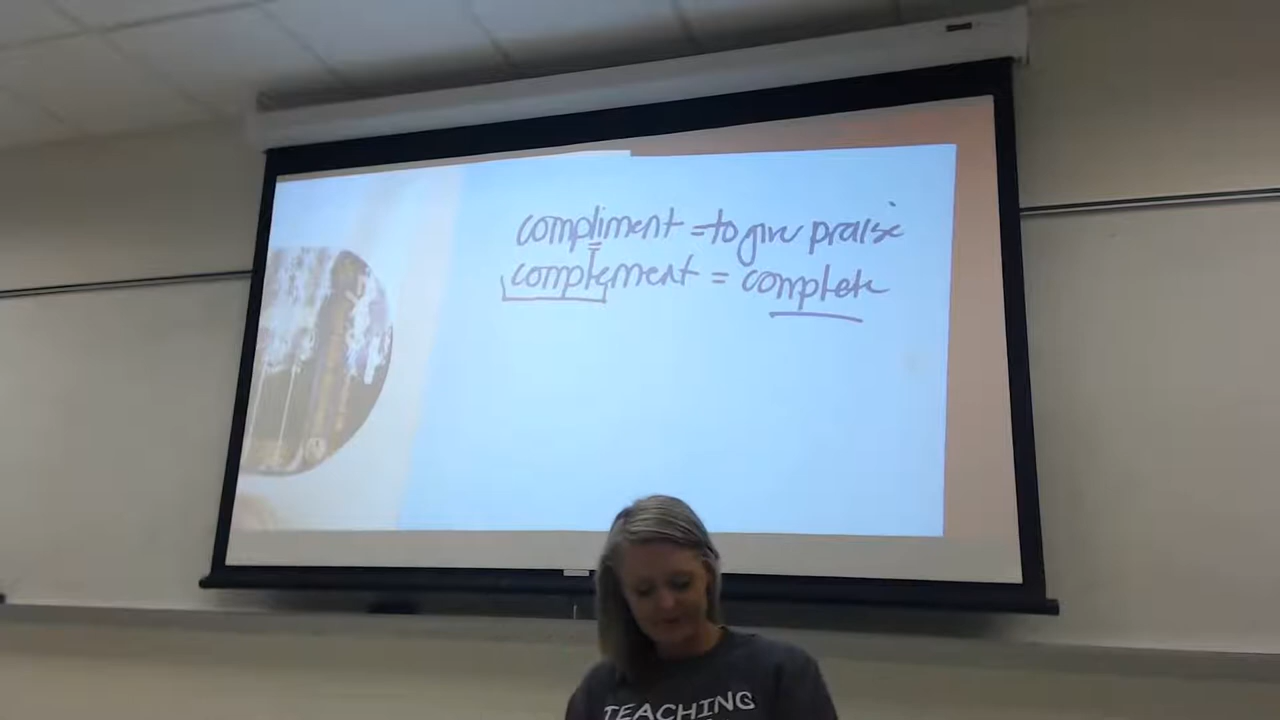 compliment = to give praise
complement = complete
TEACHING